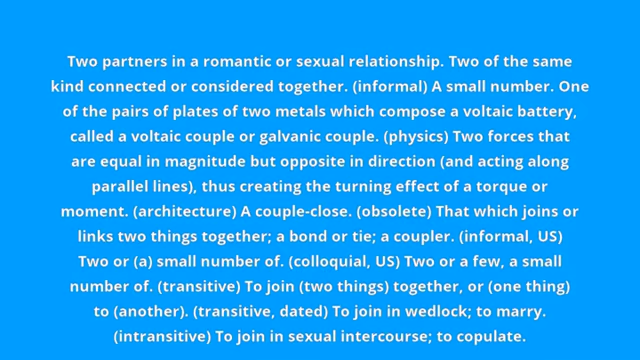 Two partners in a romantic or sexual relationship. Two of the same
kind connected or considered together. (informal) A small number. One
of the pairs of plates of two metals which compose a voltaic battery,
called a voltaic couple or galvanic couple. (physics) Two forces that
are equal in magnitude but opposite in direction (and acting along
parallel lines), thus creating the turning effect of a torque or
moment. (architecture) A couple-close. (obsolete) That which joins or
links two things together; a bond or tie; a coupler. (informal, US)
Two or (a) small number of. (colloquial, US) Two or a few, a small
number of. (transitive) To join (two things) together, or (one thing)
to (another). (transitive, dated) To join in wedlock; to marry.
(intransitive) To join in sexual intercourse; to copulate.